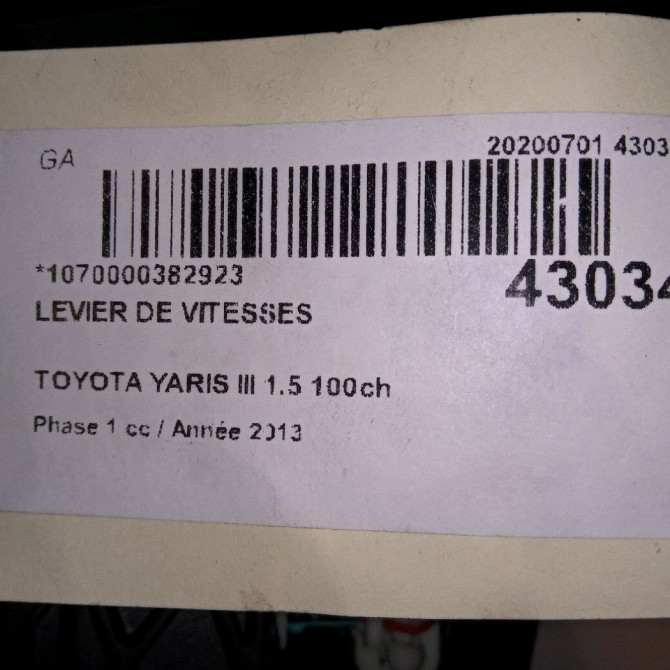 GA
20200701 4303
*1070000382923
43034
LEVIER DE VITESSES
TOYOTA YARIS III 1.5 100ch
Phase 1 cc / Année 2013